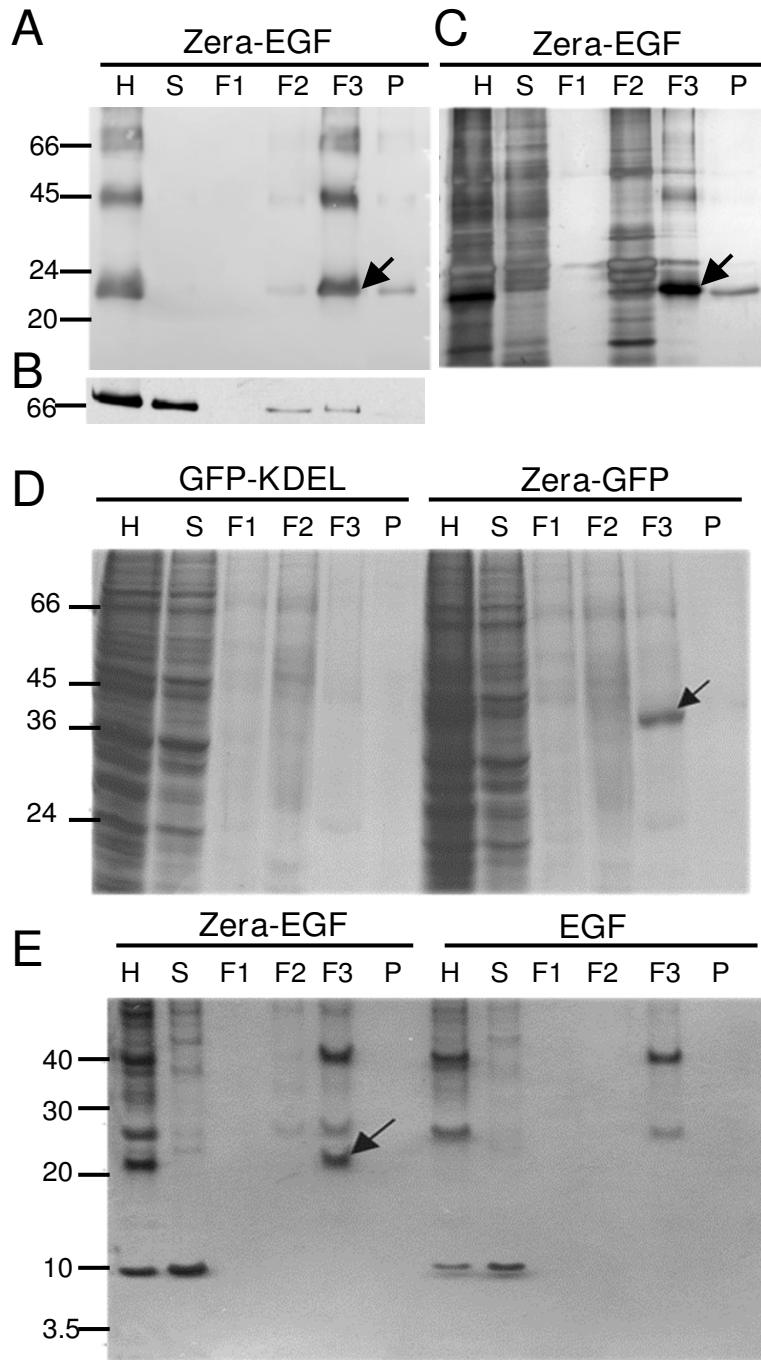 A
Zera-EGF
H S F1 F2 F3 P
66
45
24
20
B
66
C
Zera-EGF
H S F1 F2 F3 P
D
GFP-KDEL Zera-GFP
H S F1 F2 F3 P H S F1 F2 F3 P
66
45
36
24
E
Zera-EGF EGF
H S F1 F2 F3 P H S F1 F2 F3 P
40
30
20
10
3.5